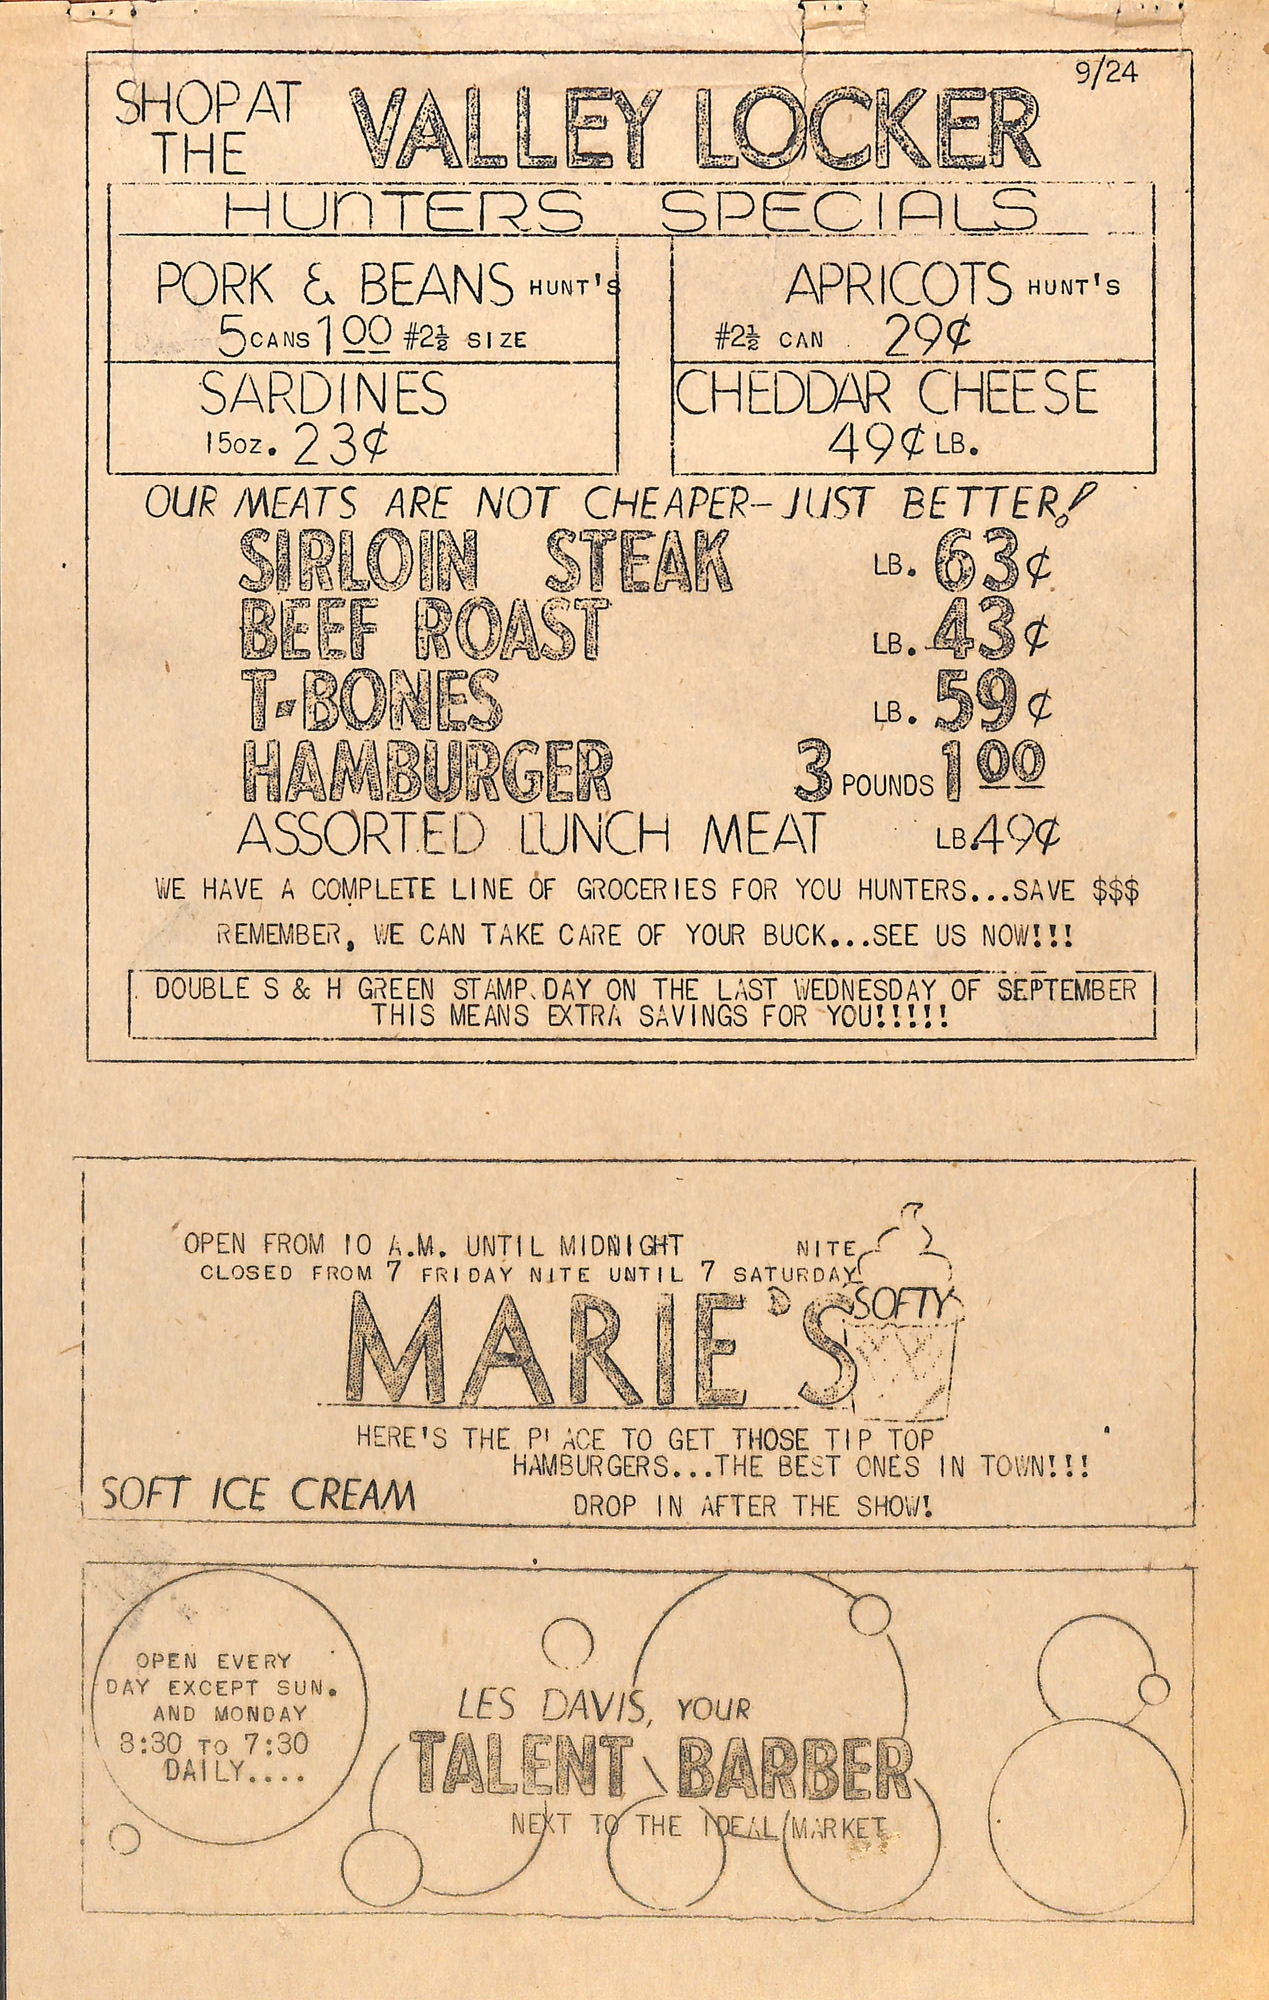 9/24
SHOP AT
THE
VALLEY LOCKER
HUNTERS SPECIALS
PORK & BEANS HUNT'S
5 CANS 1 00 #2½ SIZE
APRICOTS HUNT'S
#2½ CAN 29¢
SARDINES
15oz. 23¢
CHEDDAR CHEESE
49¢ LB.
OUR MEATS ARE NOT CHEAPER-JUST BETTER!
SIRLOIN STEAK LB. 63¢
BEEF ROAST LB. 43¢
T-BONES LB. 59¢
HAMBURGER 3 POUNDS 1 00
ASSORTED LUNCH MEAT LB. 49¢
WE HAVE A COMPLETE LINE OF GROCERIES FOR YOU HUNTERS...SAVE $$$
REMEMBER, WE CAN TAKE CARE OF YOUR BUCK...SEE US NOW!!!
DOUBLE S & H GREEN STAMP DAY ON THE LAST WEDNESDAY OF SEPTEMBER
THIS MEANS EXTRA SAVINGS FOR YOU!!!!!
OPEN FROM 10 A.M. UNTIL MIDNIGHT
NITE
CLOSED FROM 7 FRIDAY NITE UNTIL 7 SATURDAY
SOFTY
MARIE'S
HERE'S THE PLACE TO GET THOSE TIP TOP
HAMBURGERS...THE BEST ONES IN TOWN!!!
SOFT ICE CREAM
DROP IN AFTER THE SHOW!
OPEN EVERY
DAY EXCEPT SUN.
AND MONDAY
8:30 TO 7:30
DAILY....
LES DAVIS, YOUR
TALENT BARBER
NEXT TO THE IDEAL MARKET